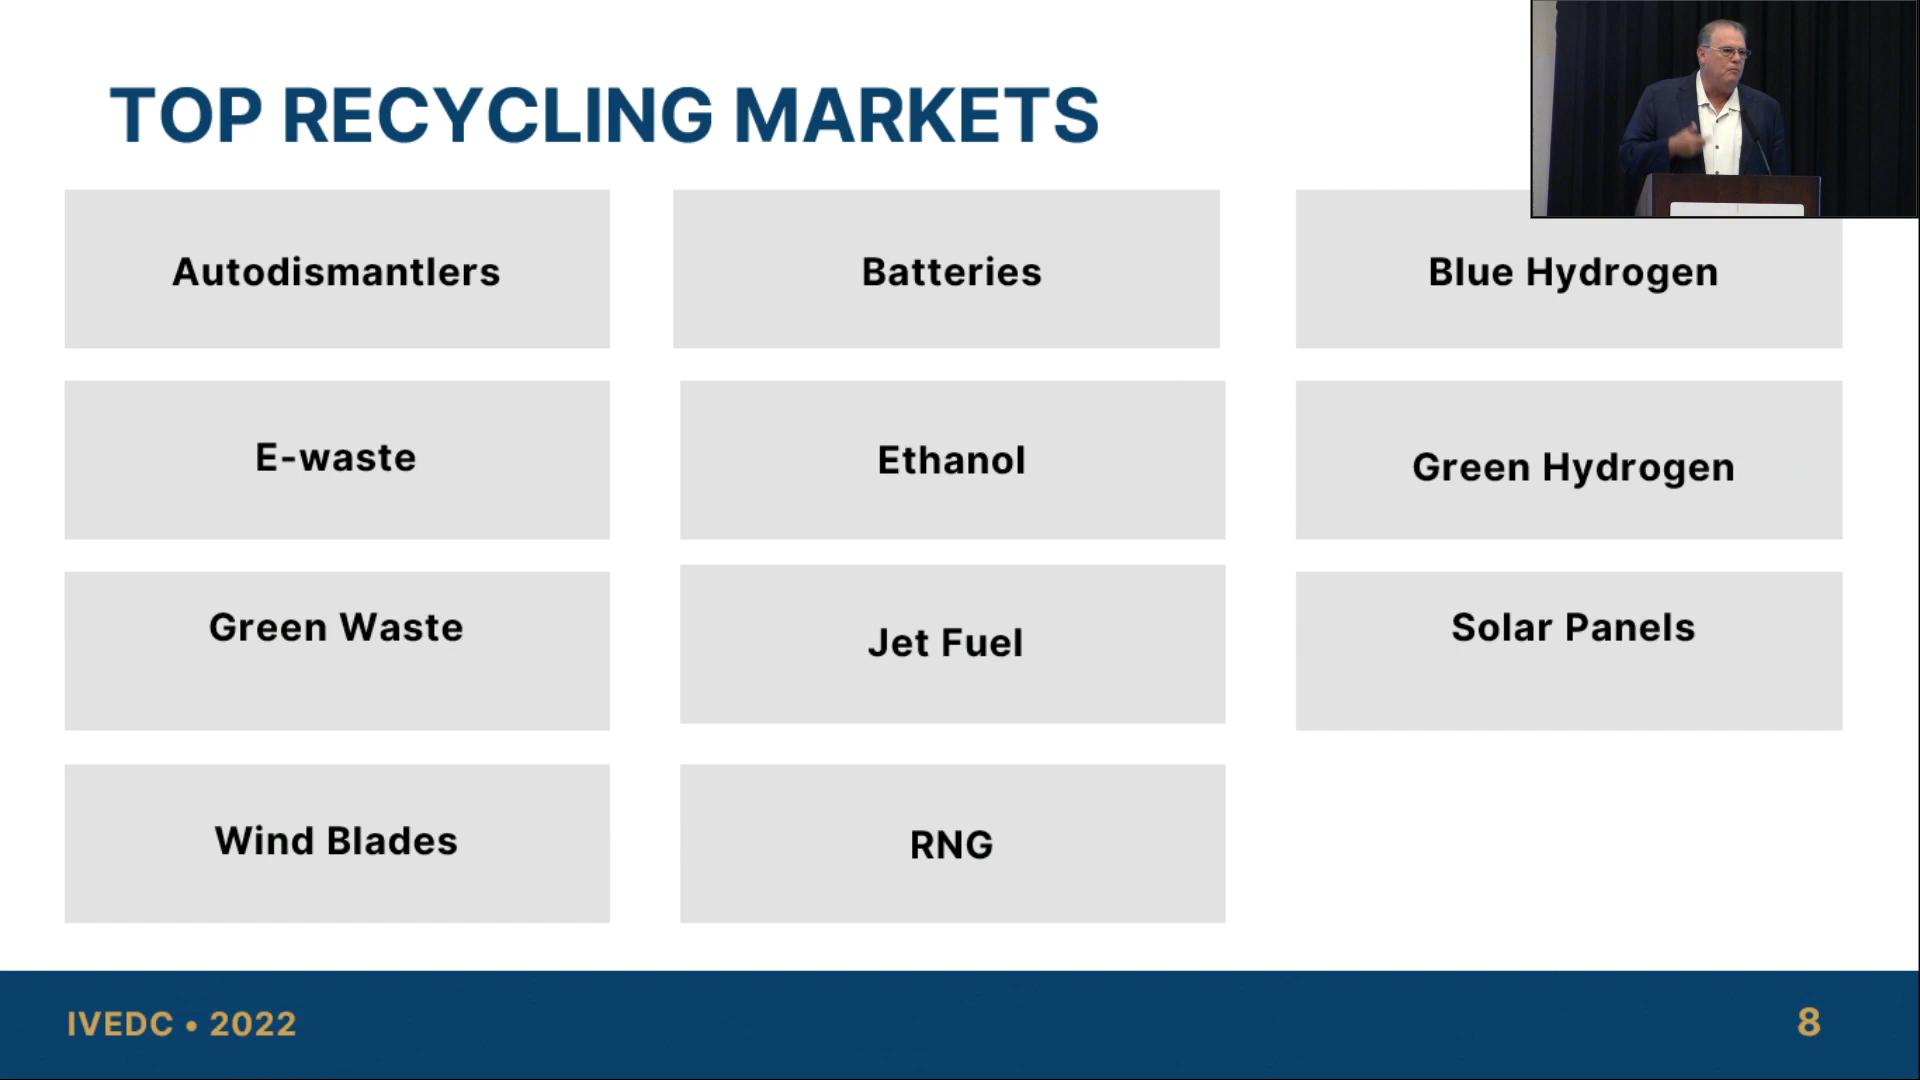 TOP RECYCLING MARKETS
Autodismantlers
Batteries
Blue Hydrogen
E-waste
Ethanol
Green Hydrogen
Green Waste
Jet Fuel
Solar Panels
Wind Blades
RNG
IVEDC • 2022
8